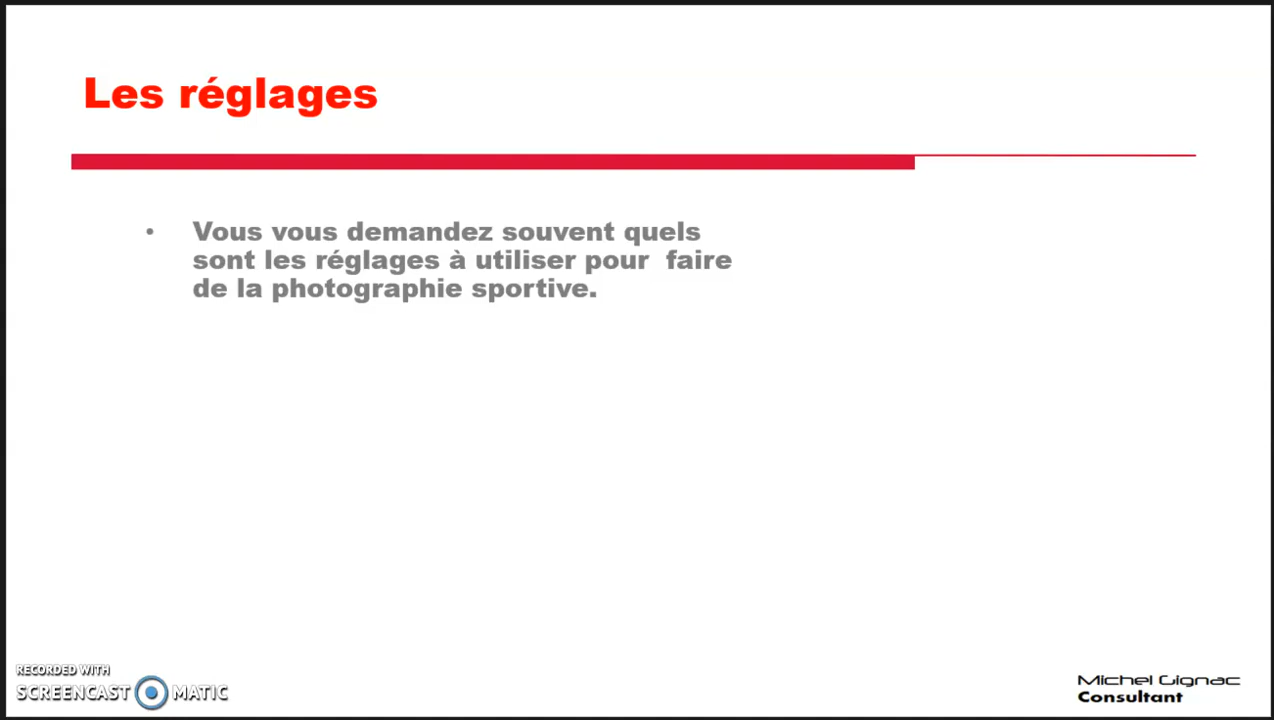 Les réglages
• Vous vous demandez souvent quels
sont les réglages à utiliser pour faire
de la photographie sportive.
RECORDED WITH
SCREENCAST MATIC
Michel Gignac
Consultant